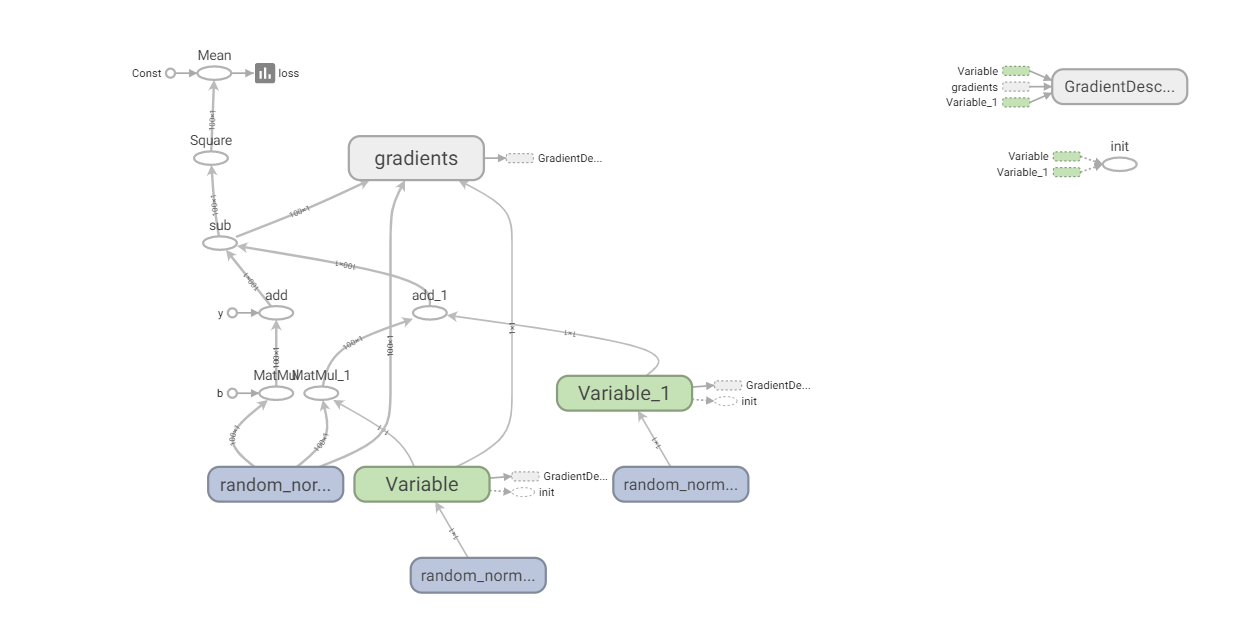 Mean
Const
loss
100×1
Square
100×1
sub
gradients
GradientDe...
100×1
100×1
100×1
add
y
add_1
100×1
1×1
1×1
100×1
100×1
MatMul
MatMul_1
b
Variable_1
GradientDe...
init
100×1
100×1
1×1
1×1
random_nor...
Variable
GradientDe...
init
random_norm...
1×1
random_norm...
Variable
gradients
Variable_1
GradientDesc...
init
Variable
Variable_1